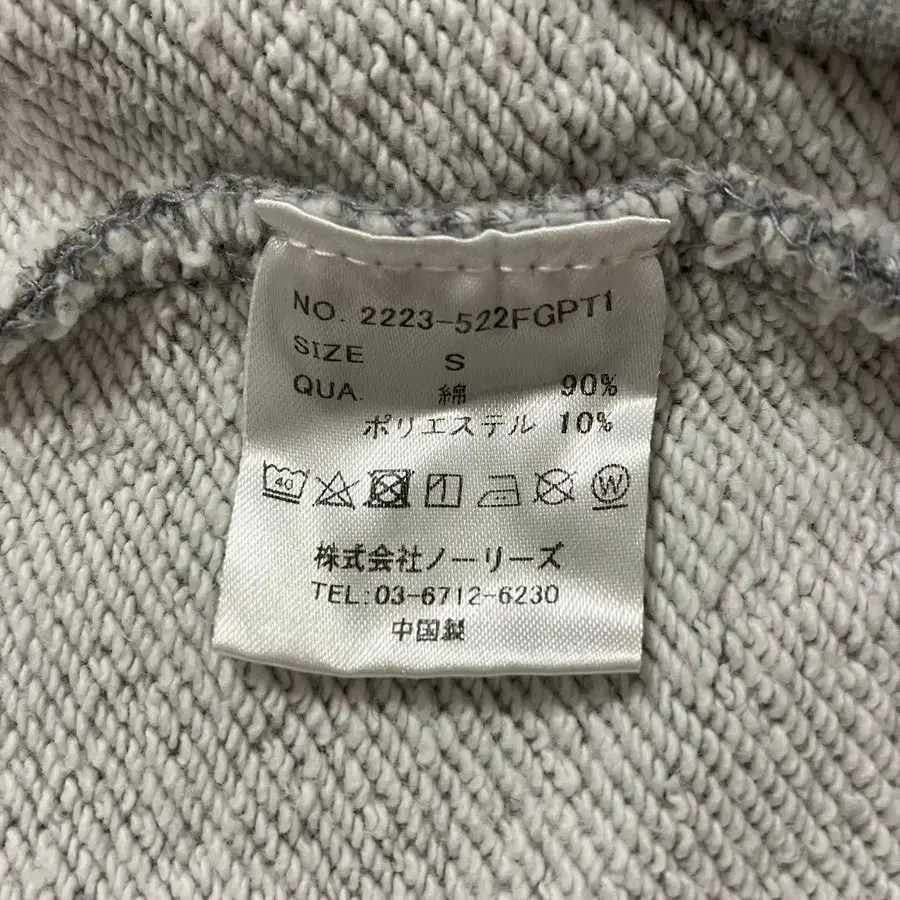 NO. 2223-522FGPT1
SIZE S
QUA. 綿 90%
ポリエステル 10%
40 W
株式会社ノーリーズ
TEL:03-6712-6230
中国製